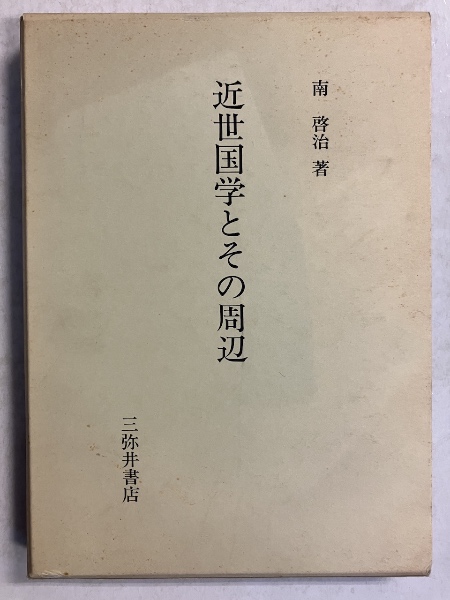 南 啓治 著
近世国学とその周辺
三弥井書店